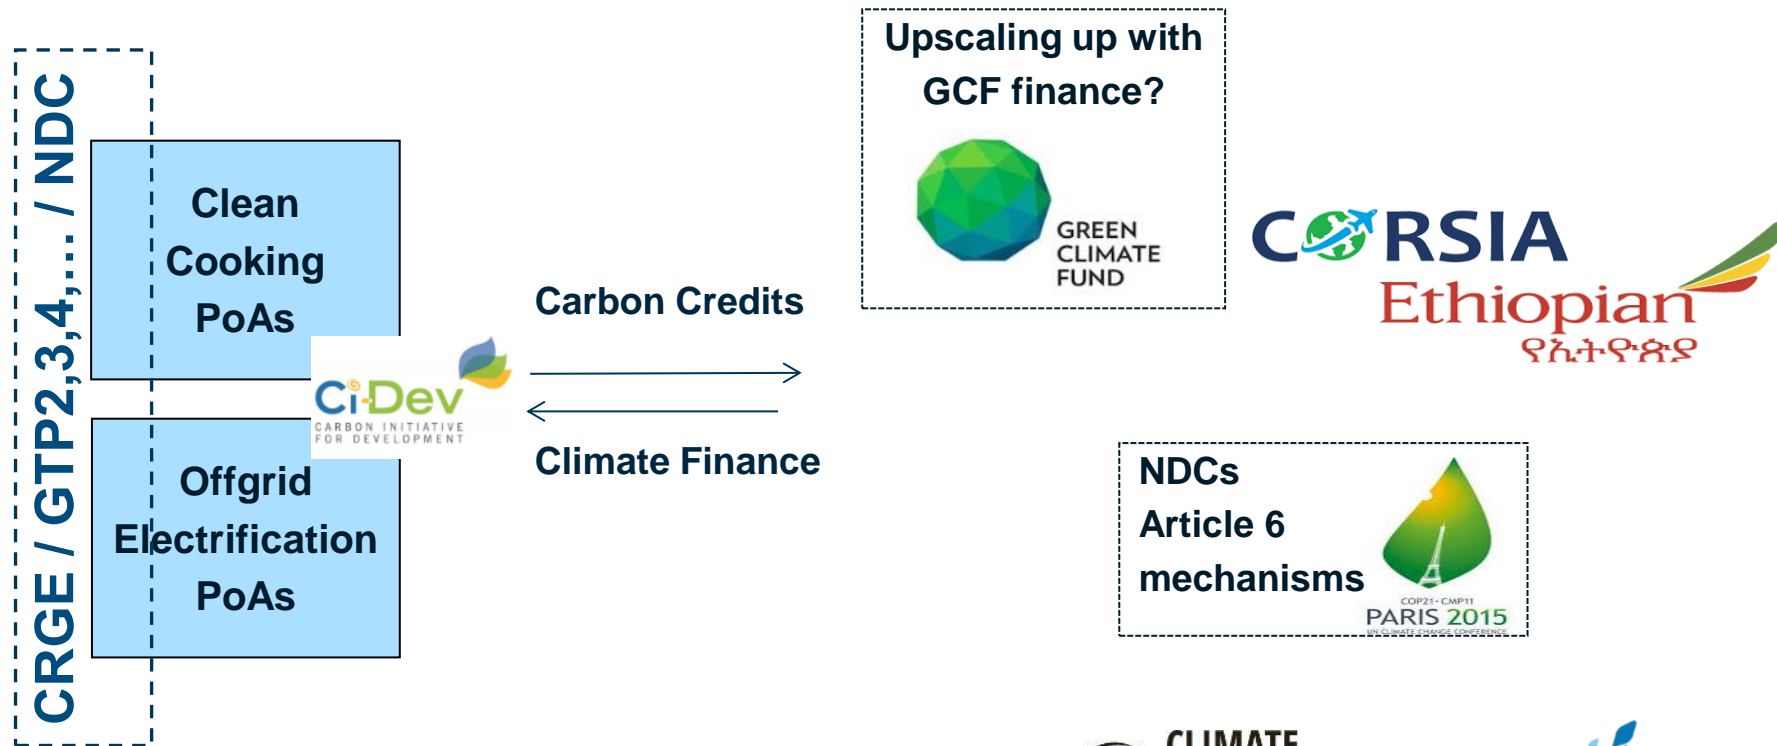 CRGE / GTP2,3,4,... / NDC
Clean
Cooking
PoAs
Offgrid
Electrification
PoAs
Ci-Dev
CARBON INITIATIVE
FOR DEVELOPMENT
Carbon Credits
Climate Finance
Upscaling up with
GCF finance?
GREEN
CLIMATE
FUND
CORSIA
Ethiopian
የኢትዮጵያ
NDCs
Article 6
mechanisms
COP21·CMP11
PARIS 2015
UN CLIMATE CHANGE CONFERENCE
CLIMATE